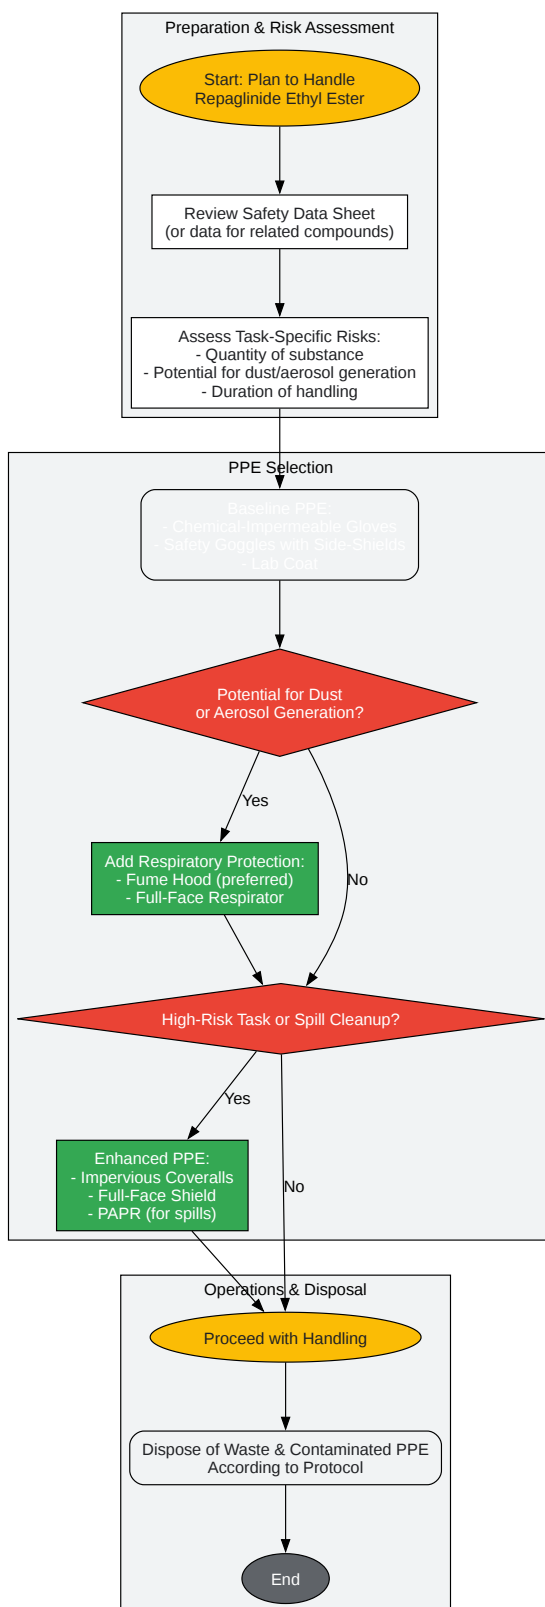 Preparation & Risk Assessment
Start: Plan to Handle
Repaglinide Ethyl Ester
Review Safety Data Sheet
(or data for related compounds)
Assess Task-Specific Risks:
- Quantity of substance
- Potential for dust/aerosol generation
- Duration of handling
PPE Selection
Baseline PPE:
- Chemical-Impermeable Gloves
- Safety Goggles with Side-Shields
- Lab Coat
Potential for Dust
or Aerosol Generation?
Yes
Add Respiratory Protection:
- Fume Hood (preferred)
- Full-Face Respirator
No
High-Risk Task or Spill Cleanup?
Yes
Enhanced PPE:
- Impervious Coveralls
- Full-Face Shield
- PAPR (for spills)
No
Operations & Disposal
Proceed with Handling
Dispose of Waste & Contaminated PPE
According to Protocol
End